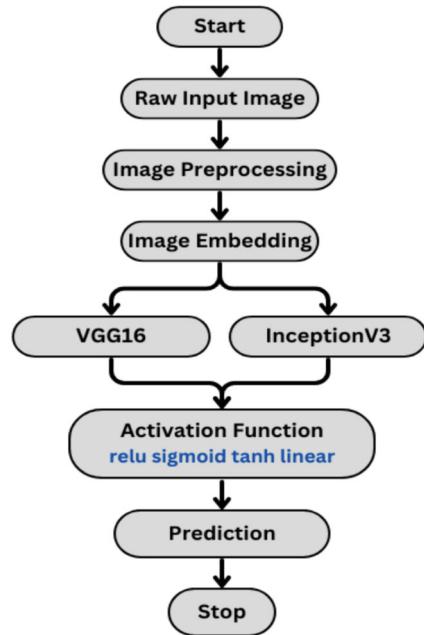 Start
Raw Input Image
Image Preprocessing
Image Embedding
VGG16
InceptionV3
Activation Function
relu sigmoid tanh linear
Prediction
Stop